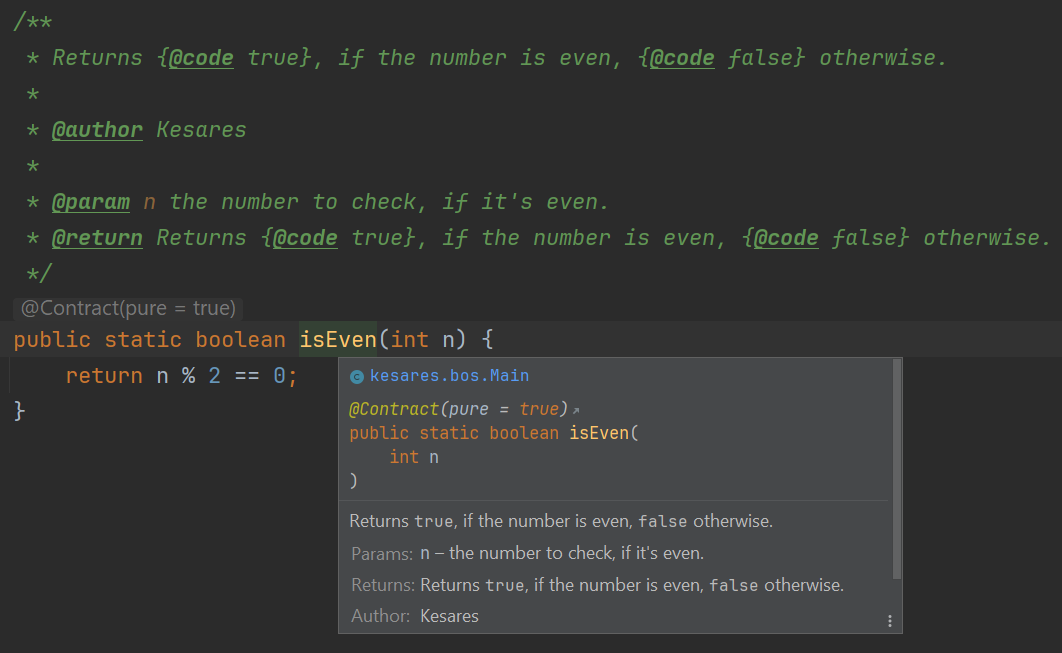 /**
* Returns {@code true}, if the number is even, {@code false} otherwise.
*
* @author Kesares
*
* @param n the number to check, if it's even.
* @return Returns {@code true}, if the number is even, {@code false} otherwise.
*/
@Contract(pure = true)
public static boolean isEven(int n) {
return n % 2 == 0;
}
kesares.bos.Main
@Contract(pure = true)
public static boolean isEven(
int n
)
Returns true, if the number is even, false otherwise.
Params: n – the number to check, if it's even.
Returns: Returns true, if the number is even, false otherwise.
Author: Kesares